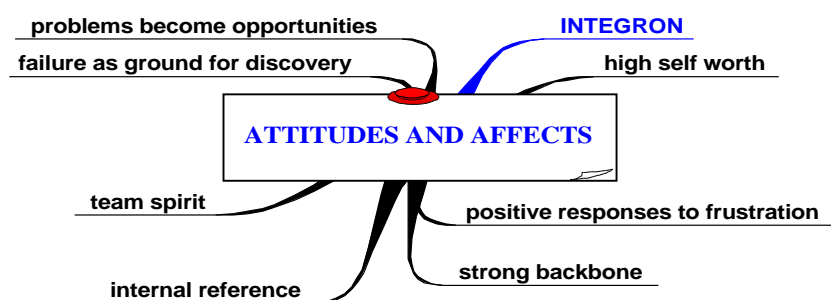 problems become opportunities
INTEGRON
failure as ground for discovery
high self worth
ATTITUDES AND AFFECTS
team spirit
positive responses to frustration
strong backbone
internal reference